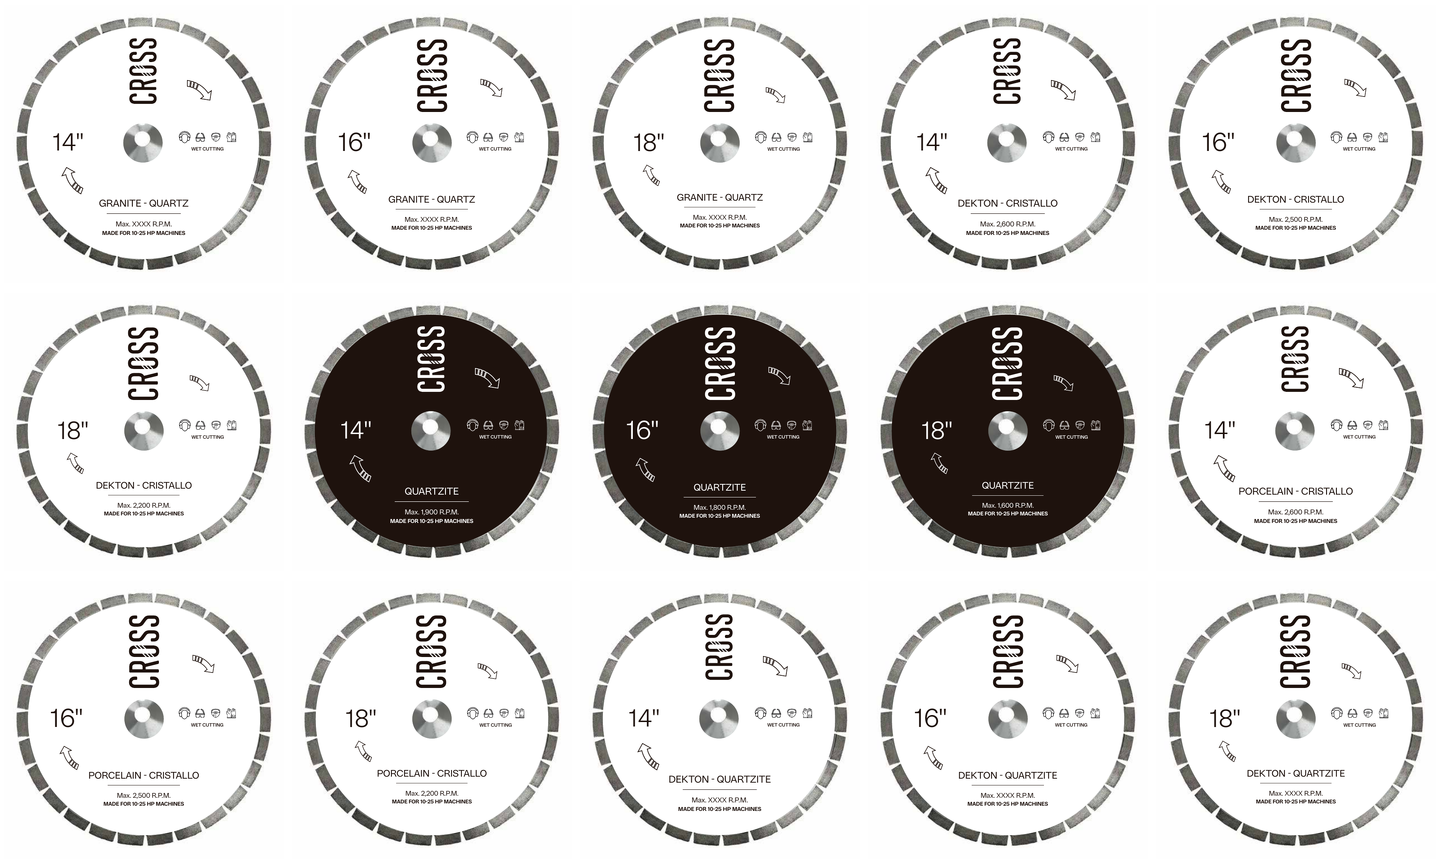 CROSS
14"
WET CUTTING
GRANITE - QUARTZ
Max. XXXX R.P.M.
MADE FOR 10-25 HP MACHINES
CROSS
16"
WET CUTTING
GRANITE - QUARTZ
Max. XXXX R.P.M.
MADE FOR 10-25 HP MACHINES
CROSS
18"
WET CUTTING
GRANITE - QUARTZ
Max. XXXX R.P.M.
MADE FOR 10-25 HP MACHINES
CROSS
14"
WET CUTTING
DEKTON - CRISTALLO
Max. 2,600 R.P.M.
MADE FOR 10-25 HP MACHINES
CROSS
16"
WET CUTTING
DEKTON - CRISTALLO
Max. 2,500 R.P.M.
MADE FOR 10-25 HP MACHINES
CROSS
18"
WET CUTTING
DEKTON - CRISTALLO
Max. 2,200 R.P.M.
MADE FOR 10-25 HP MACHINES
CROSS
14"
WET CUTTING
QUARTZITE
Max. 1,900 R.P.M.
MADE FOR 10-25 HP MACHINES
CROSS
16"
WET CUTTING
QUARTZITE
Max. 1,800 R.P.M.
MADE FOR 10-25 HP MACHINES
CROSS
18"
WET CUTTING
QUARTZITE
Max. 1,600 R.P.M.
MADE FOR 10-25 HP MACHINES
CROSS
14"
WET CUTTING
PORCELAIN - CRISTALLO
Max. 2,600 R.P.M.
MADE FOR 10-25 HP MACHINES
CROSS
16"
WET CUTTING
PORCELAIN - CRISTALLO
Max. 2,500 R.P.M.
MADE FOR 10-25 HP MACHINES
CROSS
18"
WET CUTTING
PORCELAIN - CRISTALLO
Max. 2,200 R.P.M.
MADE FOR 10-25 HP MACHINES
CROSS
14"
WET CUTTING
DEKTON - QUARTZITE
Max. XXXX R.P.M.
MADE FOR 10-25 HP MACHINES
CROSS
16"
WET CUTTING
DEKTON - QUARTZITE
Max. XXXX R.P.M.
MADE FOR 10-25 HP MACHINES
CROSS
18"
WET CUTTING
DEKTON - QUARTZITE
Max. XXXX R.P.M.
MADE FOR 10-25 HP MACHINES